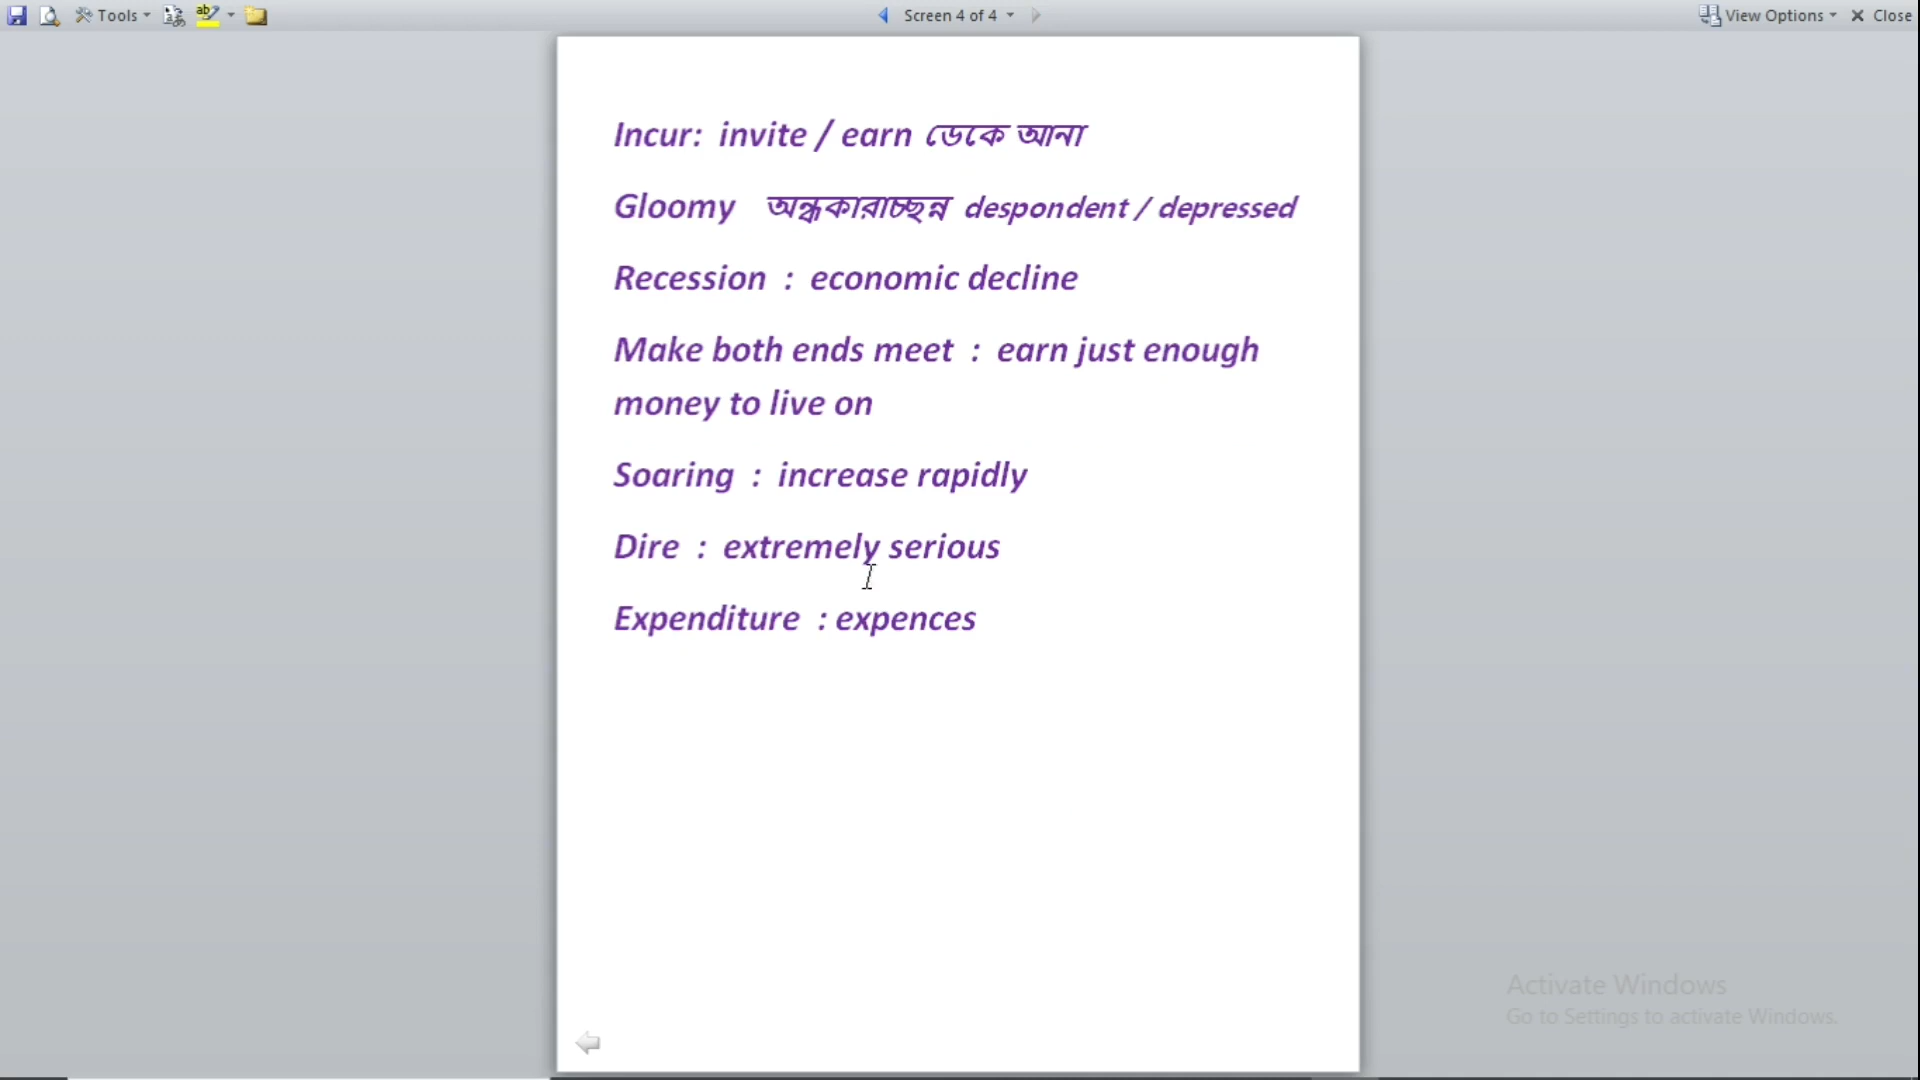 Tools
Screen 4 of 4
View Options
Close
Incur: invite / earn ডেকে আনা
Gloomy অন্ধকারাচ্ছন্ন despondent / depressed
Recession : economic decline
Make both ends meet : earn just enough
money to live on
Soaring : increase rapidly
Dire : extremely serious
Expenditure : expences
Activate Windows
Go to Settings to activate Windows.